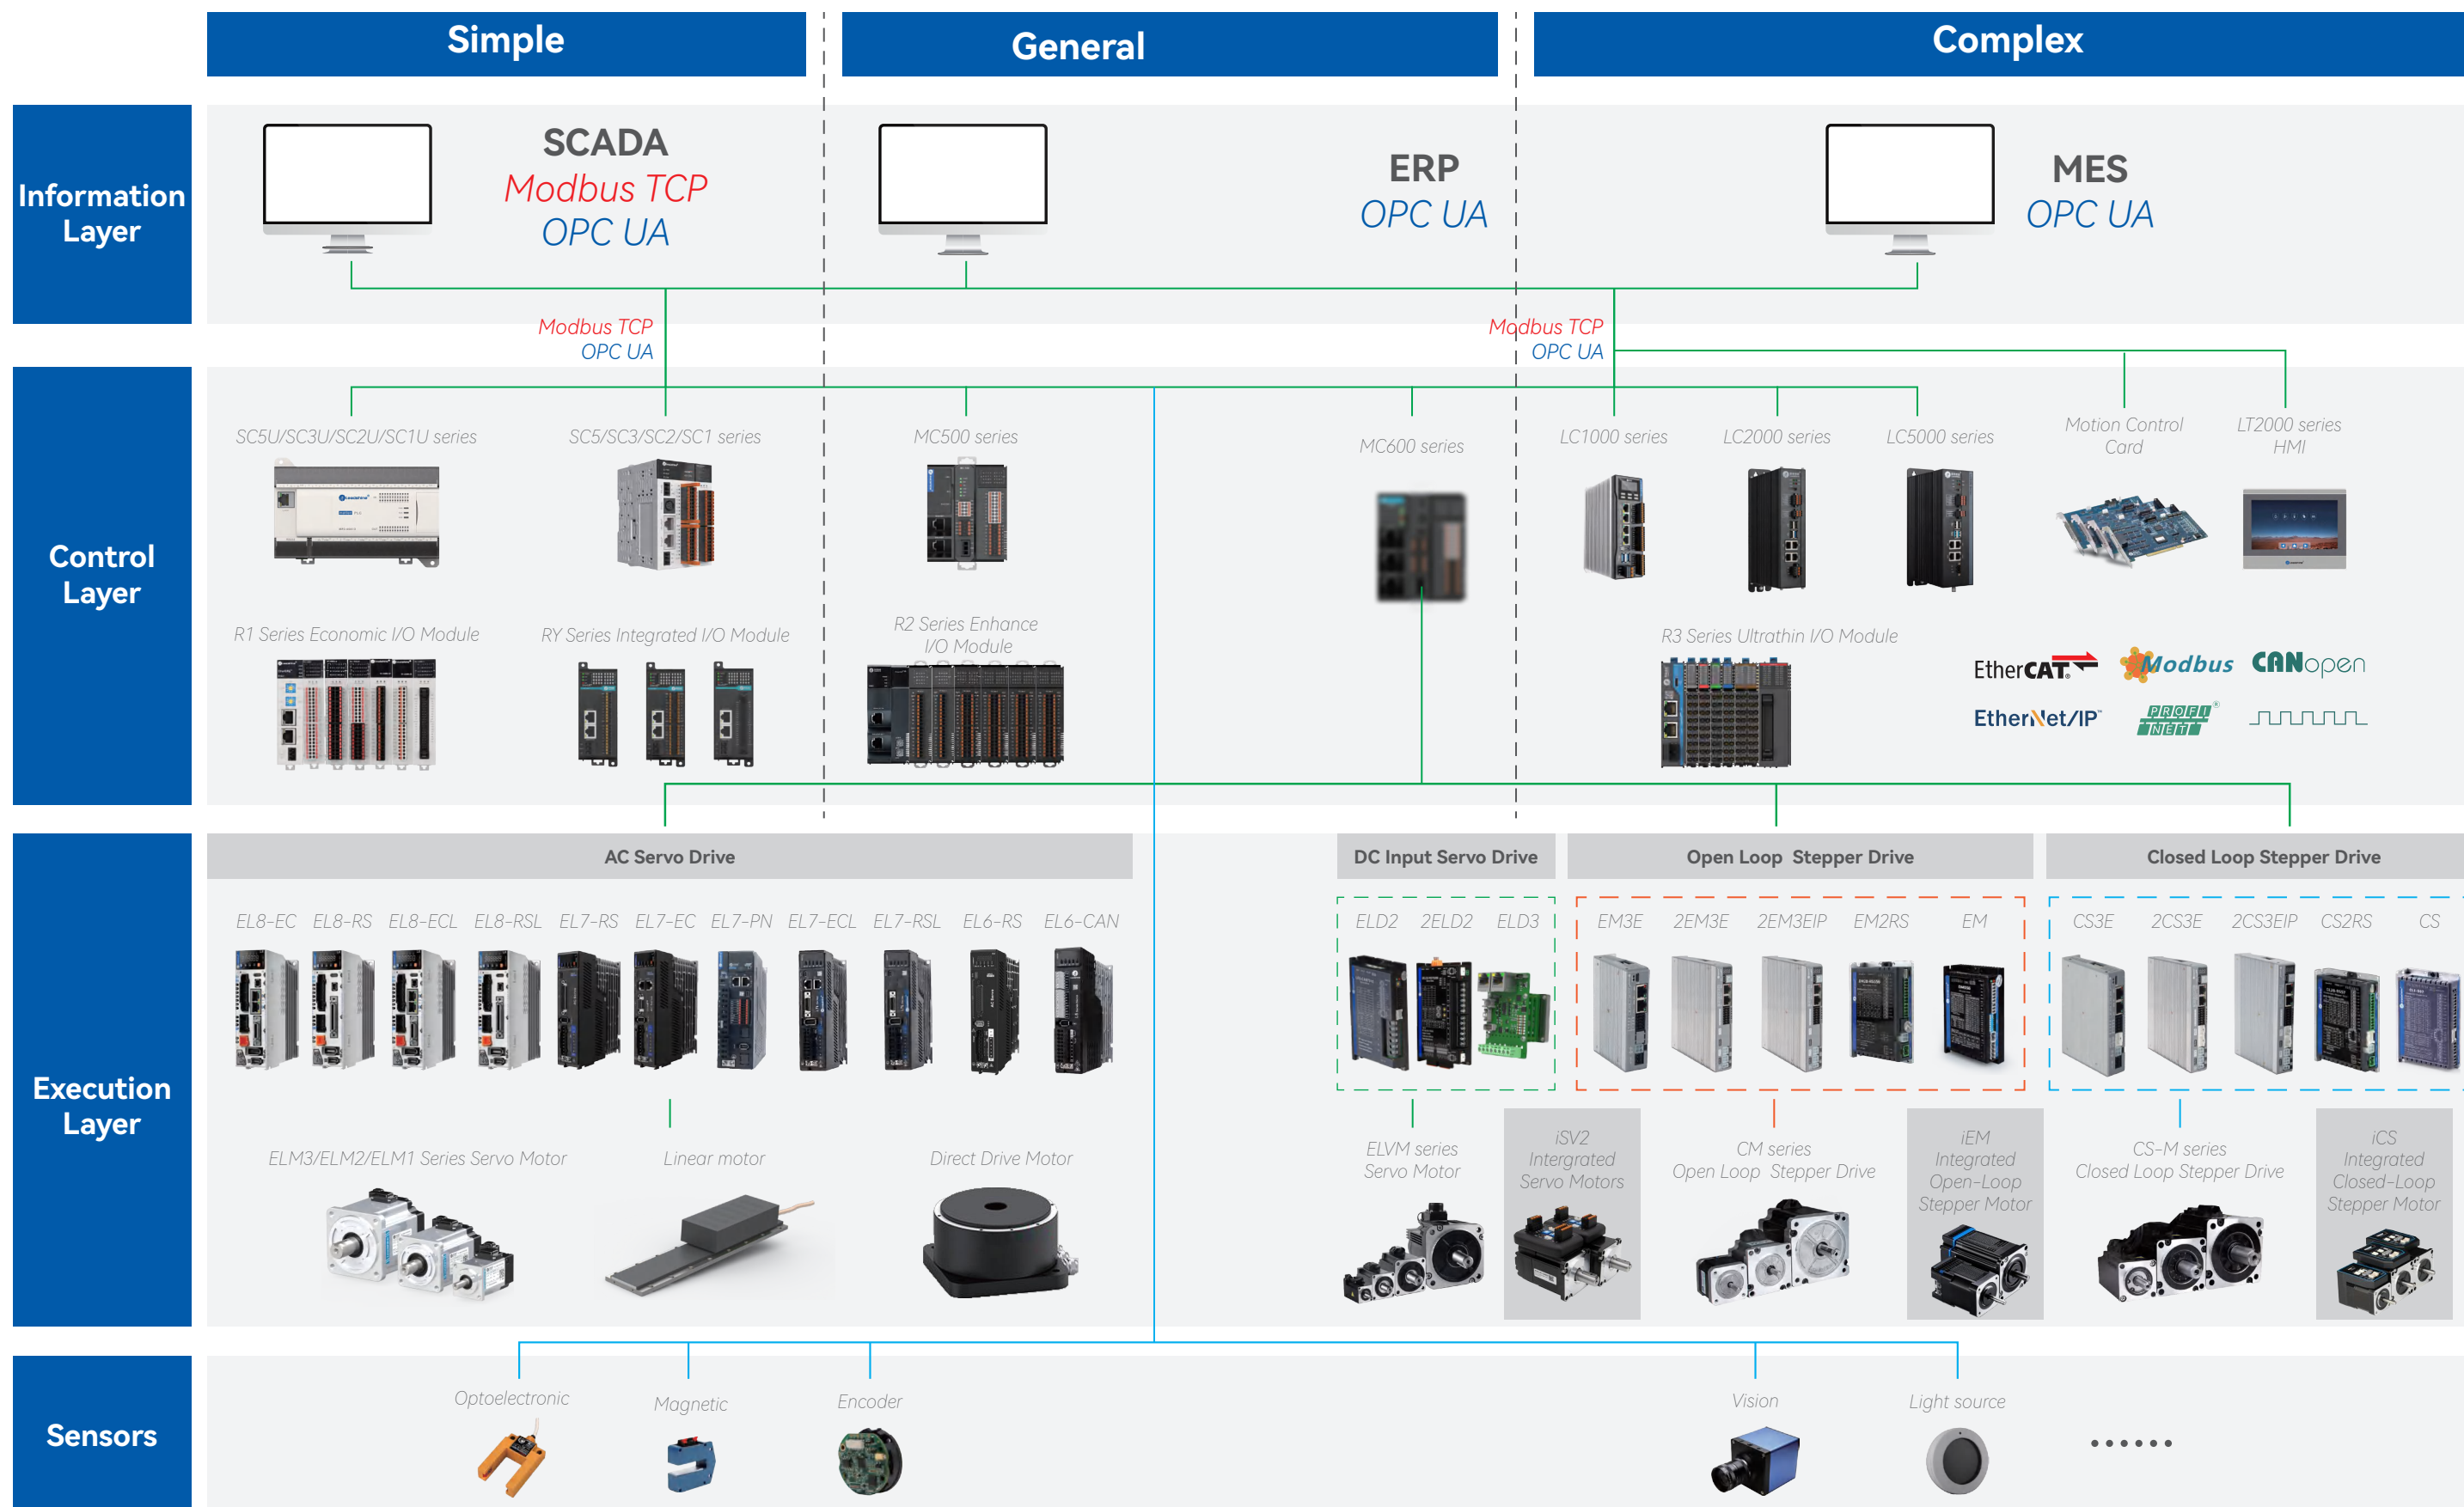 Simple
General
Complex
Information
Layer
SCADA
Modbus TCP
OPC UA
ERP
OPC UA
MES
OPC UA
Modbus TCP
OPC UA
Modbus TCP
OPC UA
Control
Layer
SC5U/SC3U/SC2U/SC1U series
SC5/SC3/SC2/SC1 series
MC500 series
MC600 series
LC1000 series
LC2000 series
LC5000 series
Motion Control
Card
LT2000 series
HMI
R1 Series Economic I/O Module
RY Series Integrated I/O Module
R2 Series Enhance
I/O Module
R3 Series Ultrathin I/O Module
EtherCAT®
Modbus
CANopen
EtherNet/IP™
PROFI
NET®
Execution
Layer
AC Servo Drive
DC Input Servo Drive
Open Loop Stepper Drive
Closed Loop Stepper Drive
EL8-EC
EL8-RS
EL8-ECL
EL8-RSL
EL7-RS
EL7-EC
EL7-PN
EL7-ECL
EL7-RSL
EL6-RS
EL6-CAN
ELD2
2ELD2
ELD3
EM3E
2EM3E
2EM3EIP
EM2RS
EM
CS3E
2CS3E
2CS3EIP
CS2RS
CS
ELM3/ELM2/ELM1 Series Servo Motor
Linear motor
Direct Drive Motor
ELVM series
Servo Motor
iSV2
Intergrated
Servo Motors
CM series
Open Loop Stepper Drive
iEM
Integrated
Open-Loop
Stepper Motor
CS-M series
Closed Loop Stepper Drive
iCS
Integrated
Closed-Loop
Stepper Motor
Sensors
Optoelectronic
Magnetic
Encoder
Vision
Light source
......